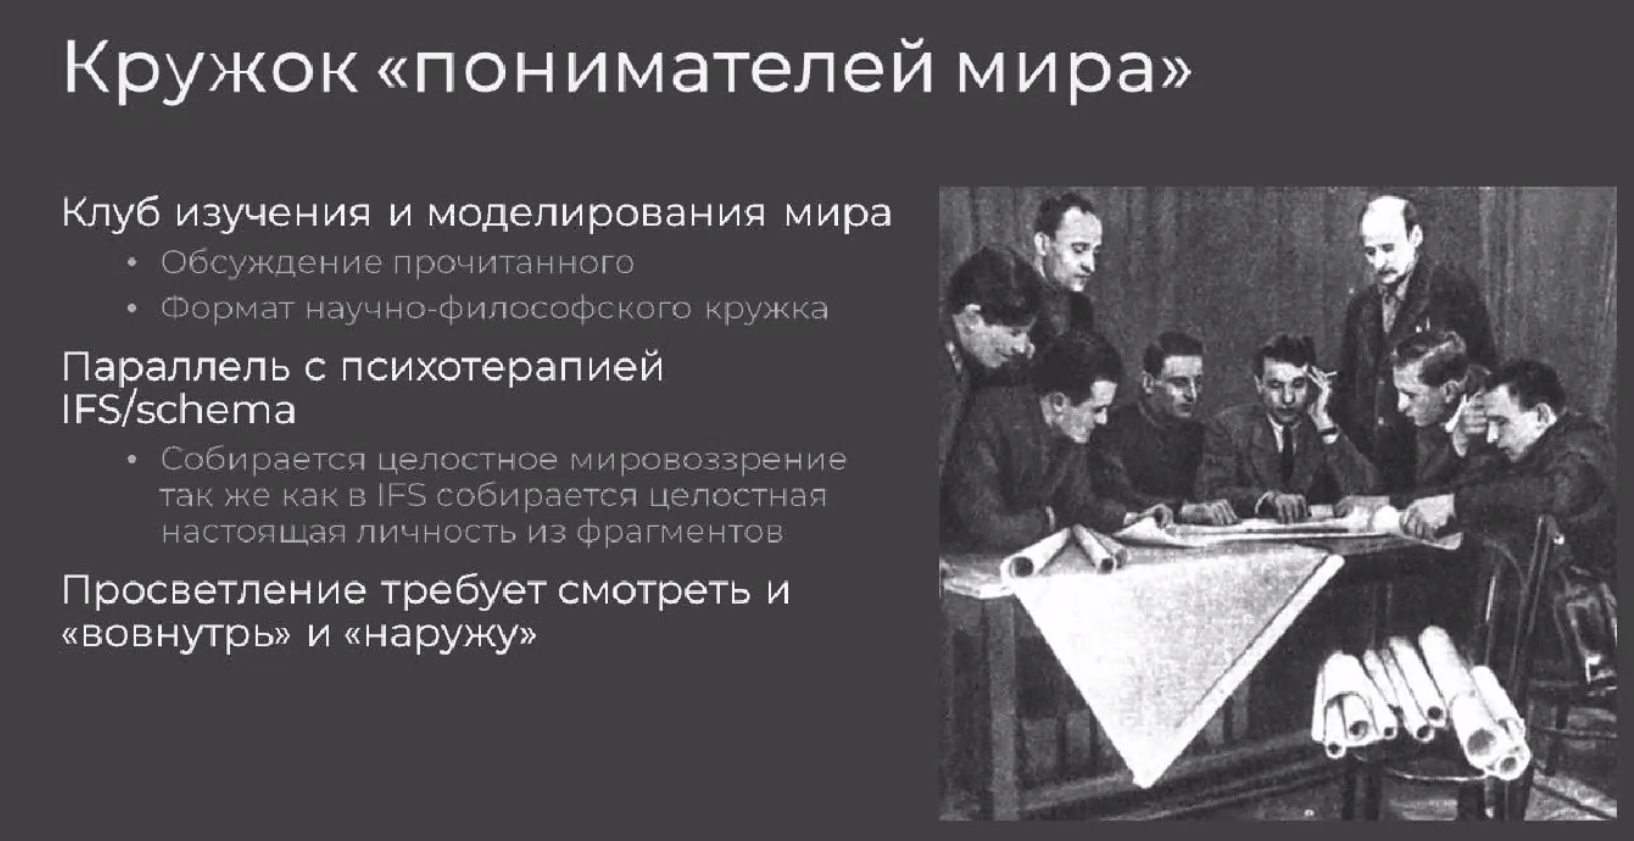 Кружок «понимателей мира»
Клуб изучения и моделирования мира
• Обсуждение прочитанного
• Формат научно-философского кружка
Параллель с психотерапией
IFS/schema
• Собирается целостное мировоззрение
так же как в IFS собирается целостная
настоящая личность из фрагментов
Просветление требует смотреть и
«вовнутрь» и «наружу»